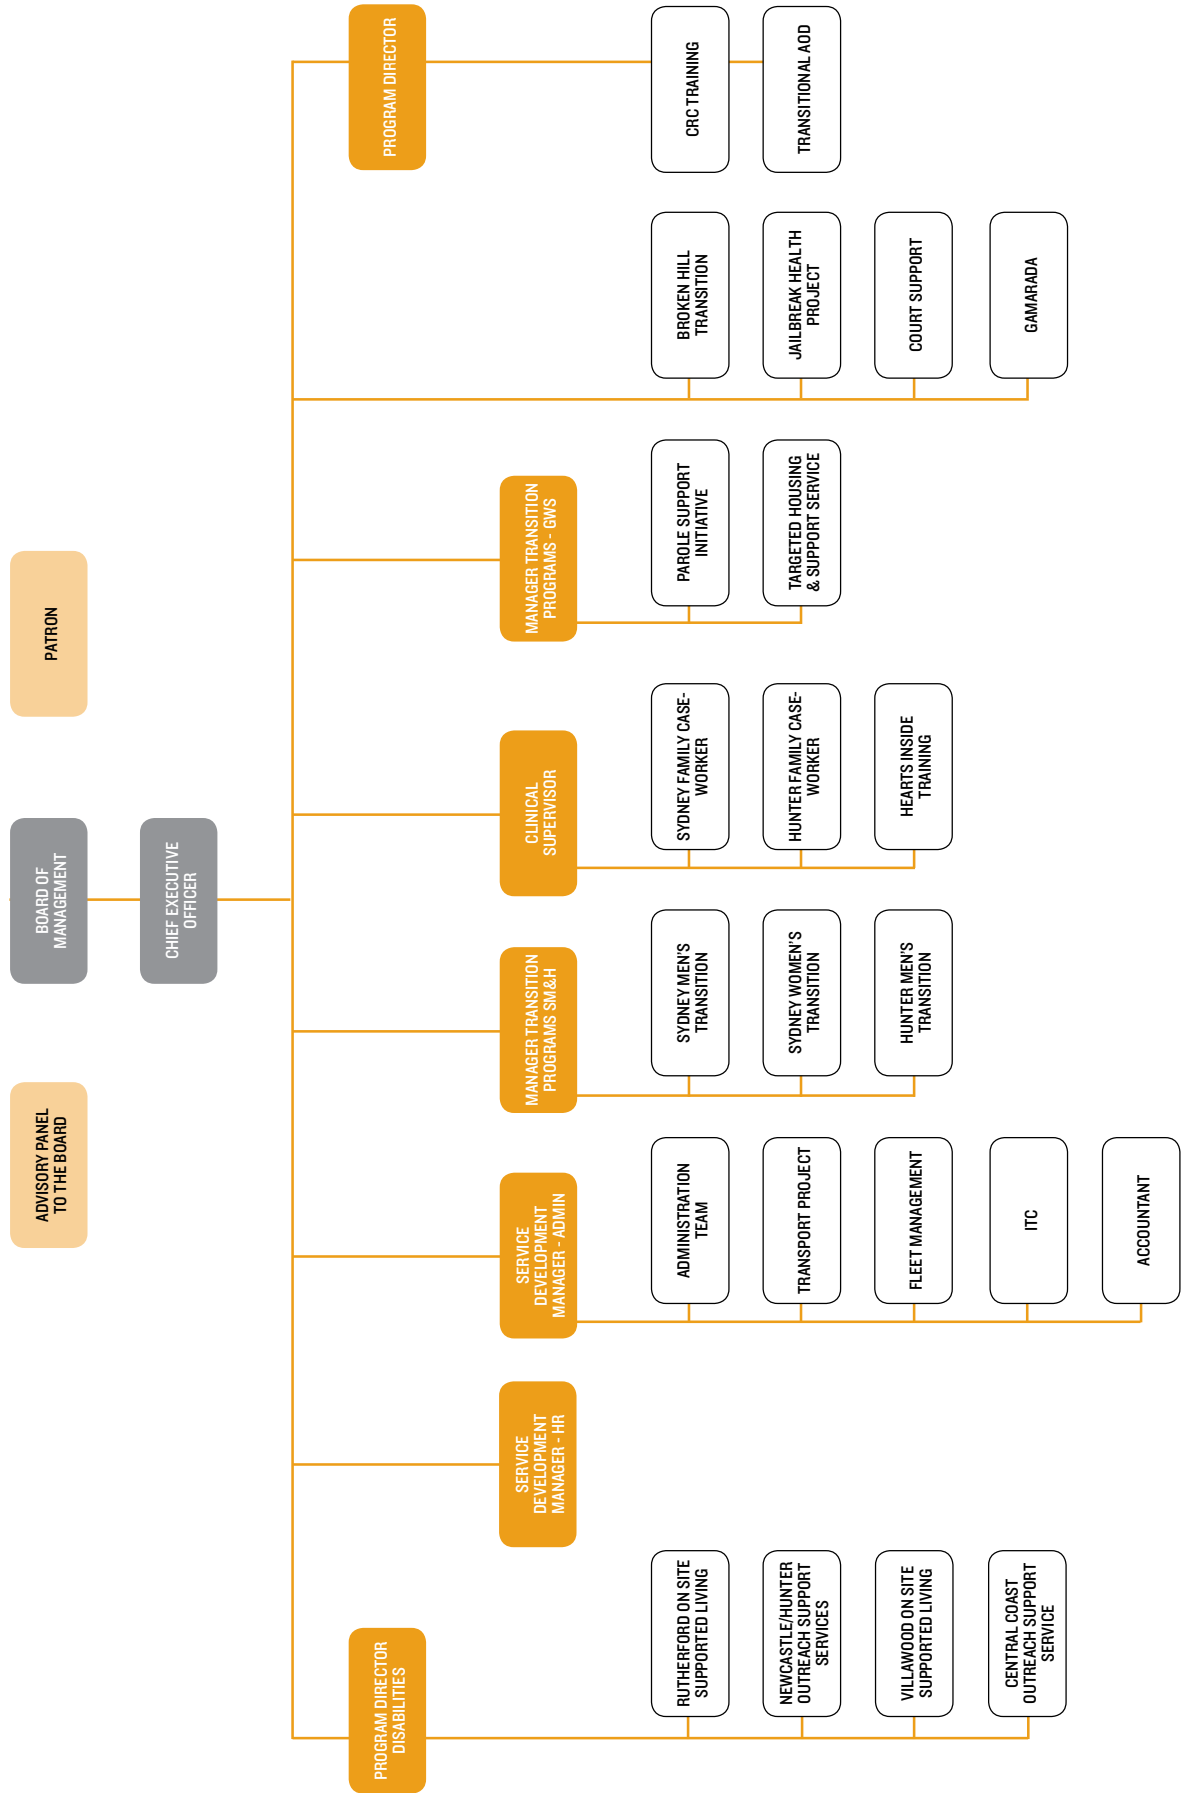 ADVISORY PANEL
TO THE BOARD
BOARD OF
MANAGEMENT
PATRON
CHIEF EXECUTIVE
OFFICER
PROGRAM DIRECTOR
DISABILITIES
PROGRAM DIRECTOR
SERVICE
DEVELOPMENT
MANAGER - HR
SERVICE
DEVELOPMENT
MANAGER - ADMIN
MANAGER TRANSITION
PROGRAMS SM&H
CLINICAL
SUPERVISOR
MANAGER TRANSITION
PROGRAMS - GWS
RUTHERFORD ON SITE
SUPPORTED LIVING
NEWCASTLE/HUNTER
OUTREACH SUPPORT
SERVICES
VILLAWOOD ON SITE
SUPPORTED LIVING
CENTRAL COAST
OUTREACH SUPPORT
SERVICE
ADMINISTRATION
TEAM
TRANSPORT PROJECT
FLEET MANAGEMENT
ITC
ACCOUNTANT
SYDNEY MEN'S
TRANSITION
SYDNEY WOMEN'S
TRANSITION
HUNTER MEN'S
TRANSITION
SYDNEY FAMILY CASE-
WORKER
HUNTER FAMILY CASE-
WORKER
HEARTS INSIDE
TRAINING
PAROLE SUPPORT
INITIATIVE
TARGETED HOUSING
& SUPPORT SERVICE
BROKEN HILL
TRANSITION
JAILBREAK HEALTH
PROJECT
COURT SUPPORT
GAMARADA
CRC TRAINING
TRANSITIONAL AOD